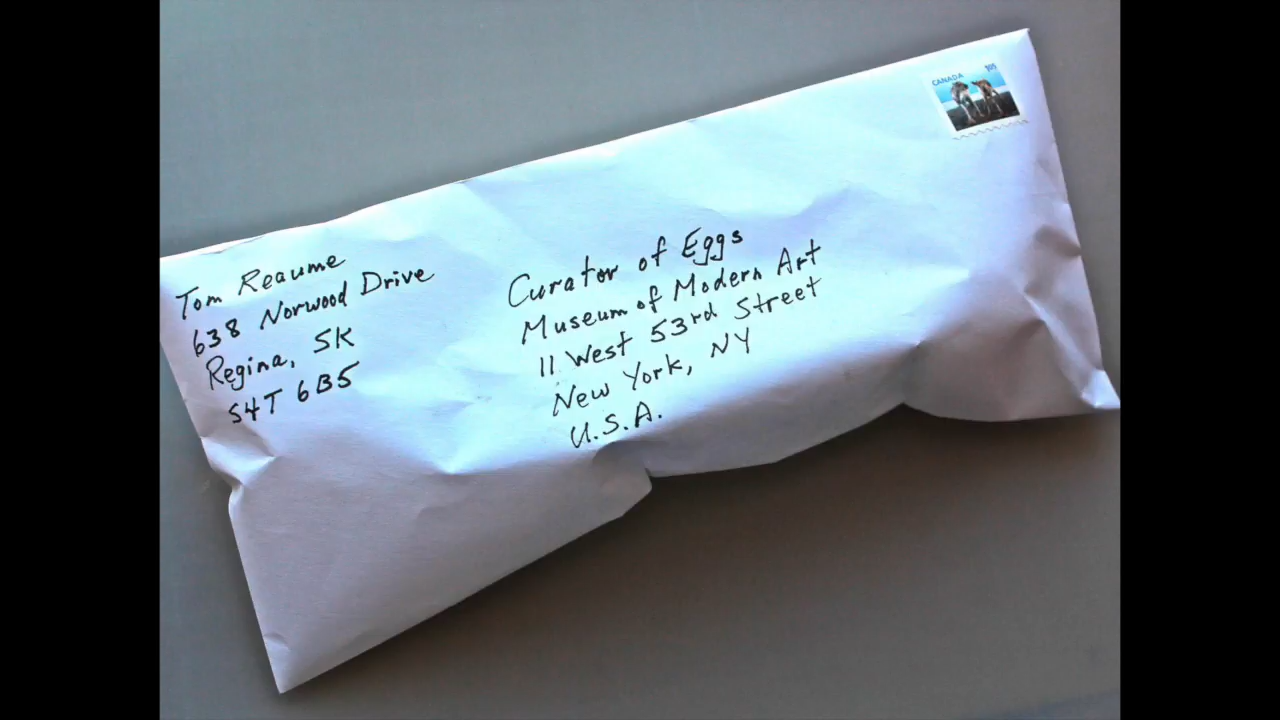 CANADA 105
Tom Reaume
638 Norwood Drive
Regina, SK
S4T 6B5
Curator of Eggs
Museum of Modern Art
11 West 53rd Street
New York, NY
U.S.A.